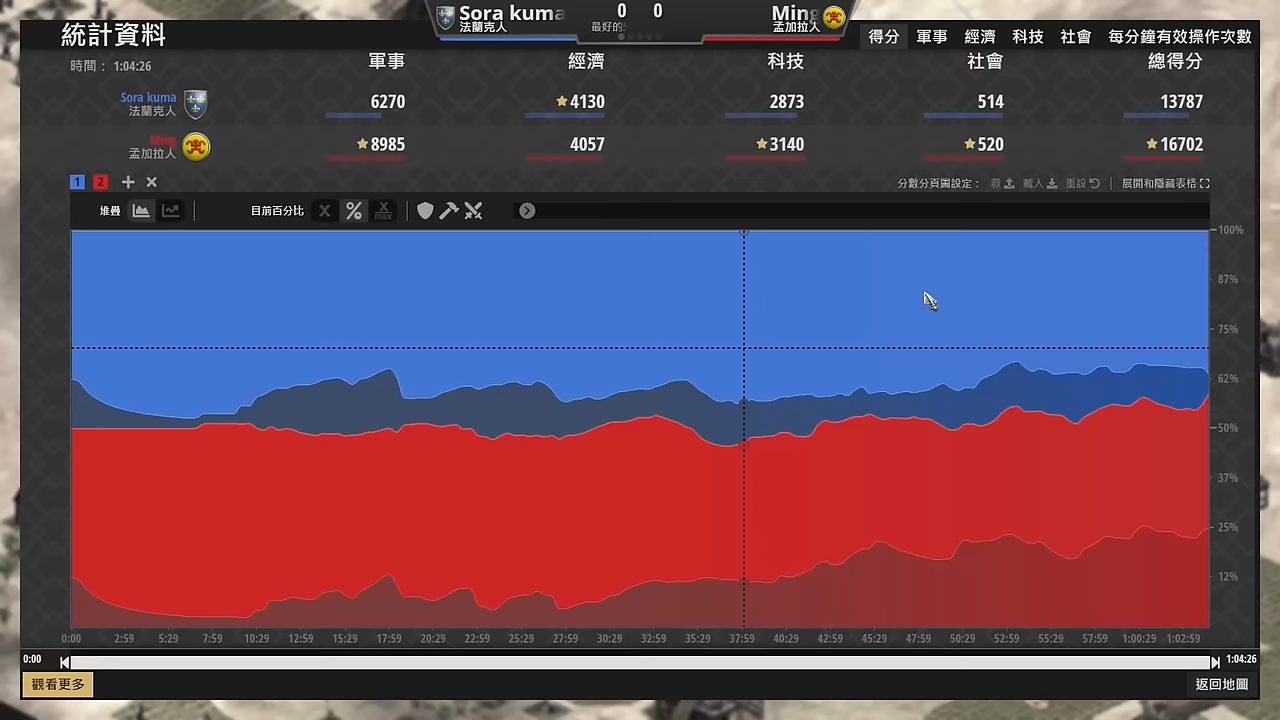 Sora kuma 0 0 Ming
法蘭克人 最好的 孟加拉人
統計資料
得分 軍事 經濟 科技 社會 每分鐘有效操作次數
時間： 1:04:26
軍事 經濟 科技 社會 總得分
Sora kuma
法蘭克人
6270 4130 2873 514 13787
Ming
孟加拉人
8985 4057 3140 520 16702
1 2
分數分頁圖設定： 載入 重設 展開和隱藏表格
堆疊 目前百分比 X % X max
100%
87%
75%
62%
50%
37%
25%
12%
0:00 2:59 5:29 7:59 10:29 12:59 15:29 17:59 20:29 22:59 25:29 27:59 30:29 32:59 35:29 37:59 40:29 42:59 45:29 47:59 50:29 52:59 55:29 57:59 1:00:29 1:02:59
0:00 1:04:26
觀看更多 返回地圖